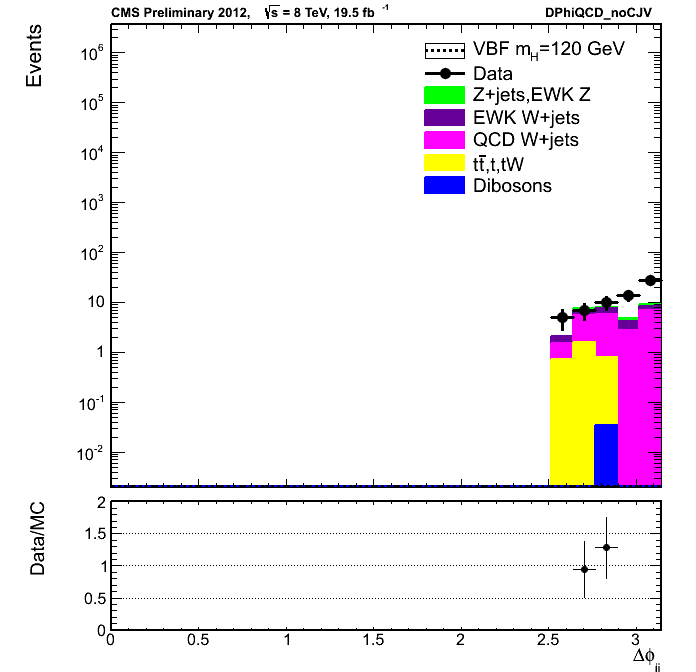 CMS Preliminary 2012, √s = 8 TeV, 19.5 fb⁻¹ DPhiQCD_noCJV
Events
10⁶
10⁵
10⁴
10³
10²
10
1
10⁻¹
10⁻²
VBF m_H=120 GeV
Data
Z+jets,EWK Z
EWK W+jets
QCD W+jets
tt̄,t,tW
Dibosons
Data/MC
2
1.5
1
0.5
0
0 0.5 1 1.5 2 2.5 3
Δϕ_jj